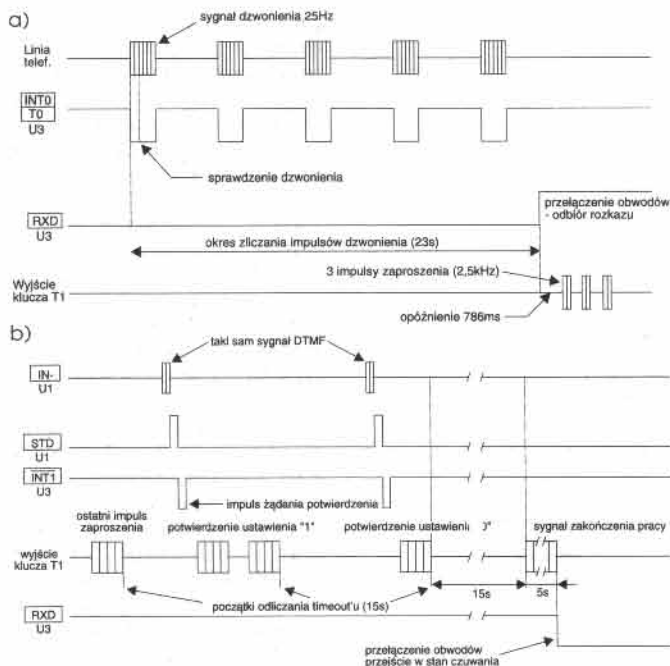 a)
sygnał dzwonienia 25Hz
Linia
telef.
INT0
T0
U3
sprawdzenie dzwonienia
RXD
U3
przełączenie obwodów
- odbiór rozkazu
okres zliczania impulsów dzwonienia (23s)
3 impulsy zaproszenia (2,5kHz)
Wyjście
klucza T1
opóźnienie 786ms
b)
taki sam sygnał DTMF
IN-
U1
STD
U1
INT1
U3
impuls żądania potwierdzenia
ostatni impuls
zaproszenia
potwierdzenie ustawienia "1"
potwierdzenie ustawienia "0"
sygnał zakończenia pracy
wyjście
klucza T1
początki odliczania timeout'u (15s)
15s
5s
RXD
U3
przełączenie obwodów
przejście w stan czuwania